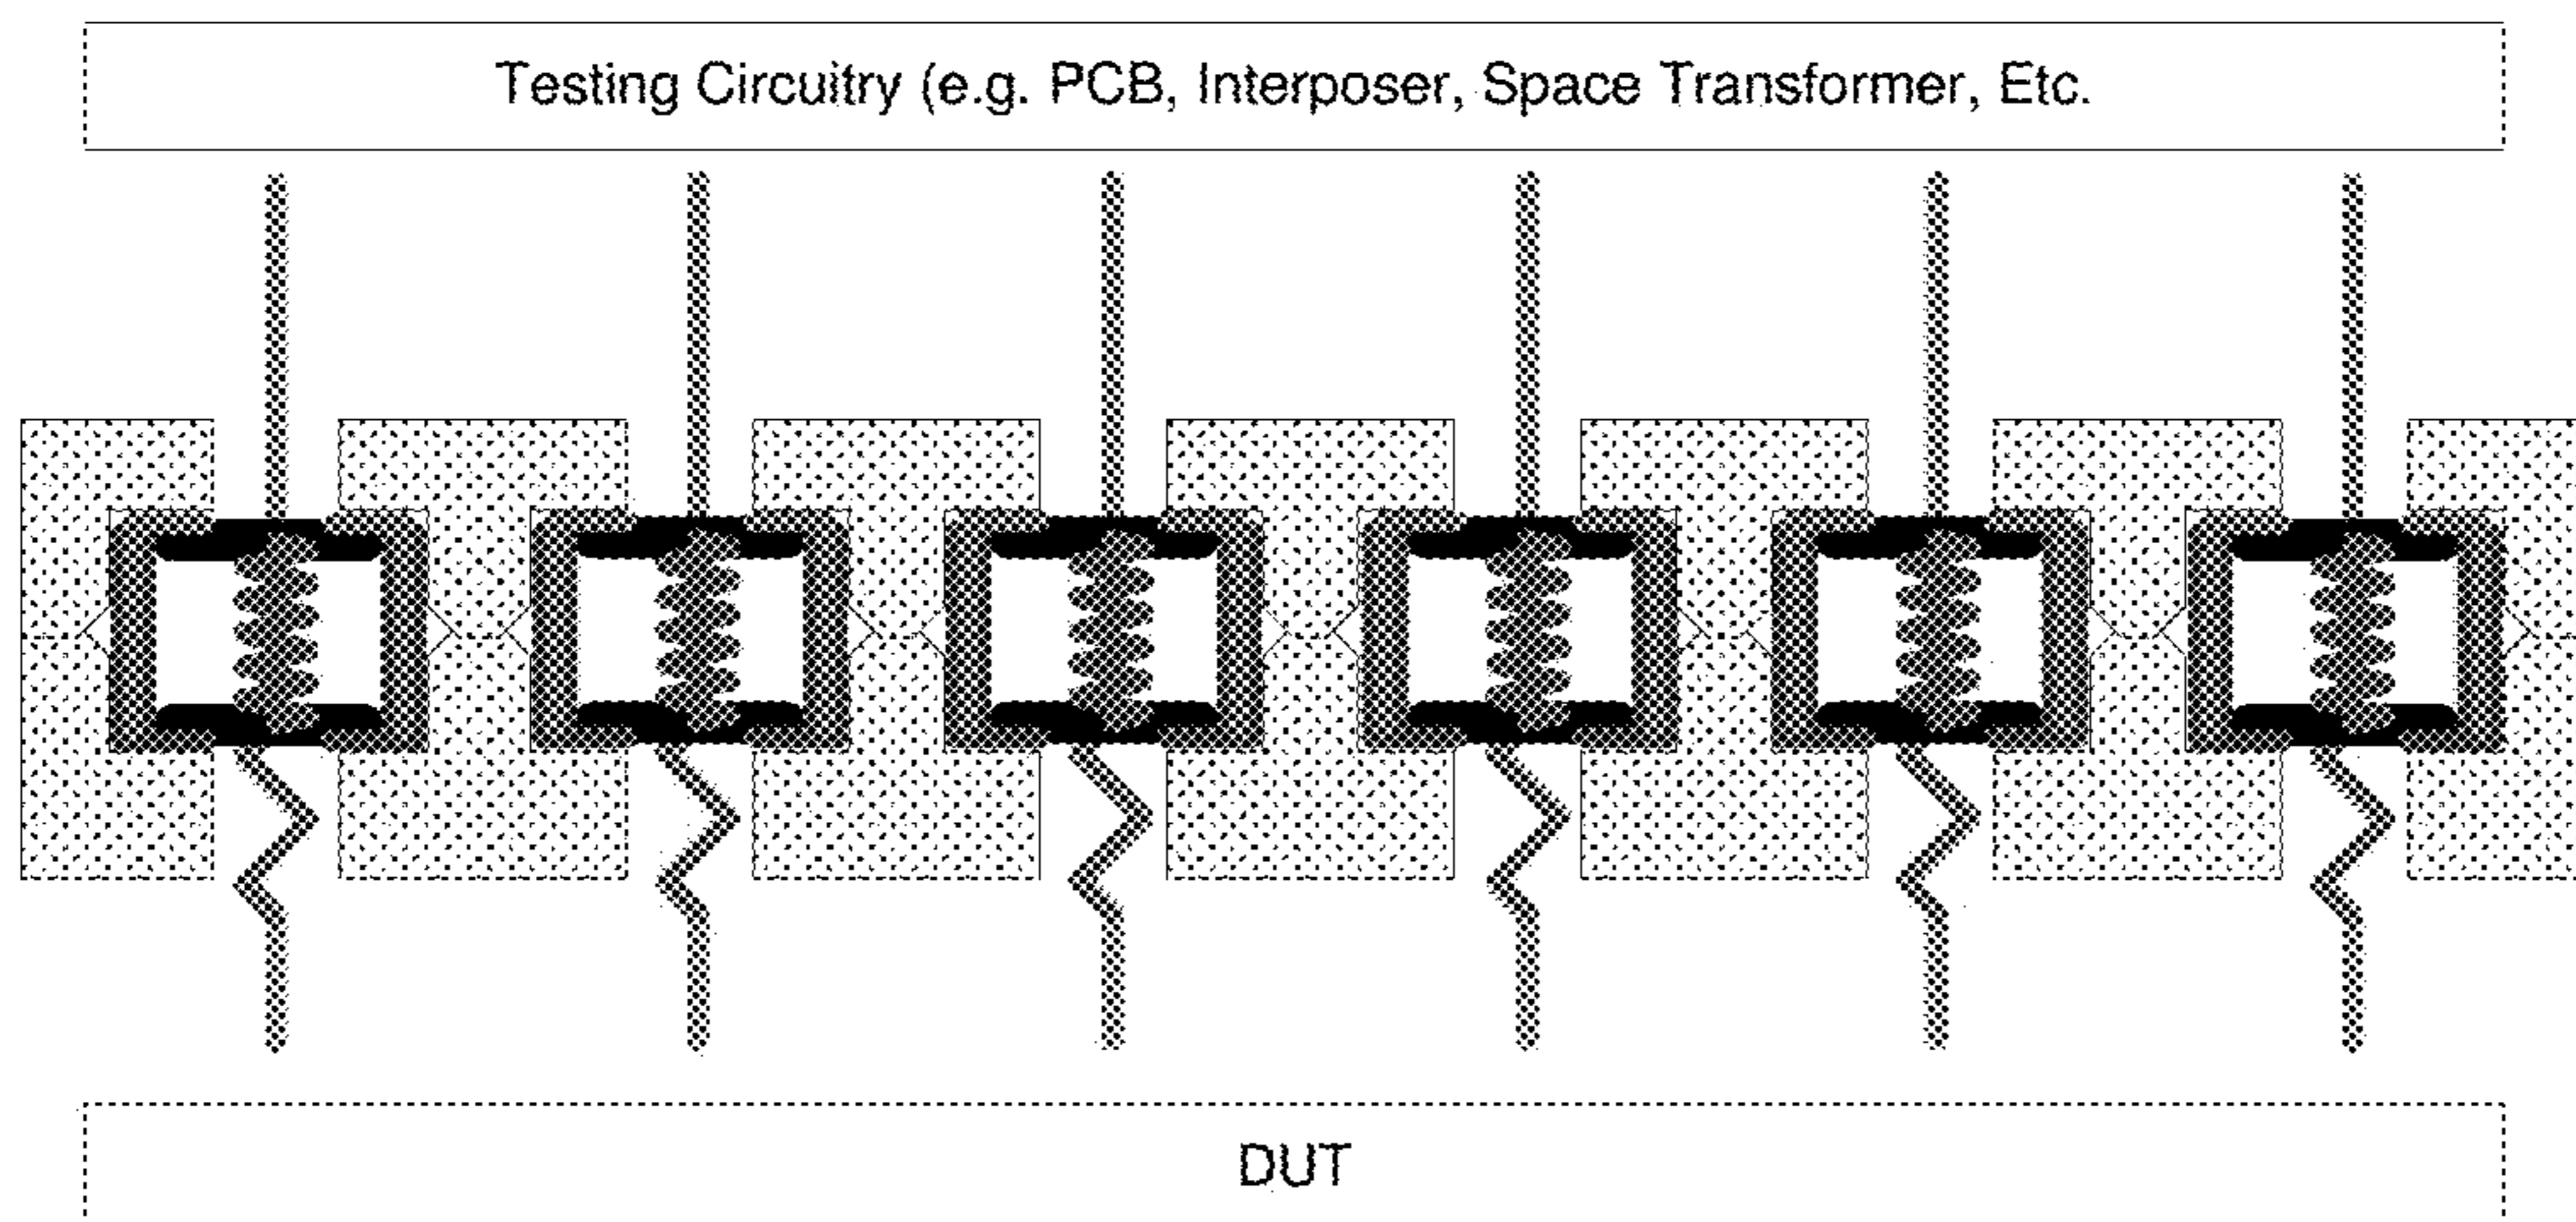 Testing Circuitry (e.g. PCB, Interposer, Space Transformer, Etc.
DUT